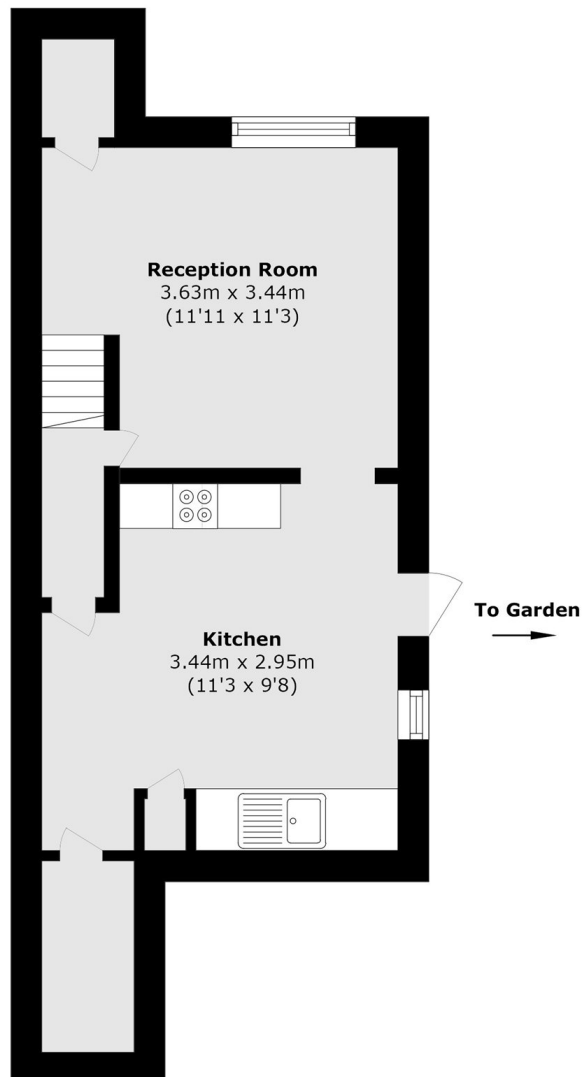 Reception Room
3.63m x 3.44m
(11'11 x 11'3)
To Garden
Kitchen
3.44m x 2.95m
(11'3 x 9'8)